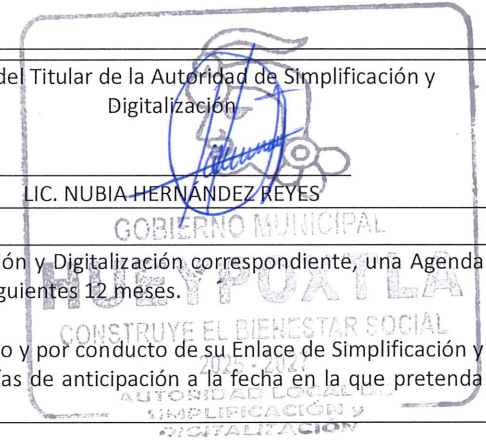 del Titular de la Autoridad de Simplificación y
Digitalización
LIC. NUBIA HERNÁNDEZ REYES
GOBIERNO MUNICIPAL
ón y Digitalización correspondiente, una Agenda
HUEYPOXTLA
guientes 12 meses.
CONSTRUYE EL BIENESTAR SOCIAL
o y por conducto de su Enlace de Simplificación y
2025 - 2027
ías de anticipación a la fecha en la que pretenda
AUTORIDAD LOCAL DE
SIMPLIFICACIÓN y
DIGITALIZACIÓN